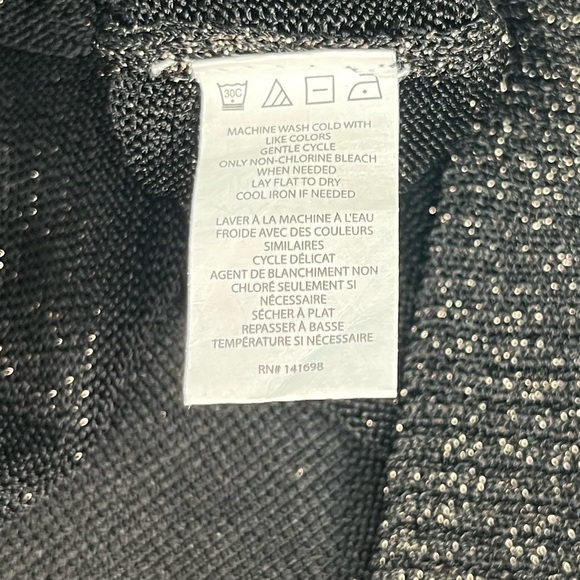 30C
MACHINE WASH COLD WITH
LIKE COLORS
GENTLE CYCLE
ONLY NON-CHLORINE BLEACH
WHEN NEEDED
LAY FLAT TO DRY
COOL IRON IF NEEDED
LAVER À LA MACHINE À L'EAU
FROIDE AVEC DES COULEURS
SIMILAIRES
CYCLE DÉLICAT
AGENT DE BLANCHIMENT NON
CHLORÉ SEULEMENT SI
NÉCESSAIRE
SÉCHER À PLAT
REPASSER À BASSE
TEMPÉRATURE SI NÉCESSAIRE
RN# 141698